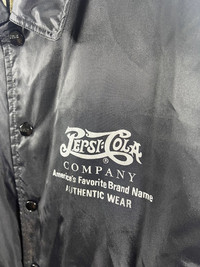 PEPSI-COLA
®
COMPANY
America's Favorite Brand Name
AUTHENTIC WEAR